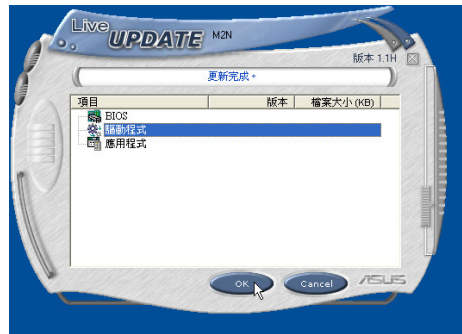 Live
UPDATE M2N
版本 1.1H
更新完成。
項目 版本 檔案大小 (KB)
BIOS
驅動程式
應用程式
OK Cancel ASUS